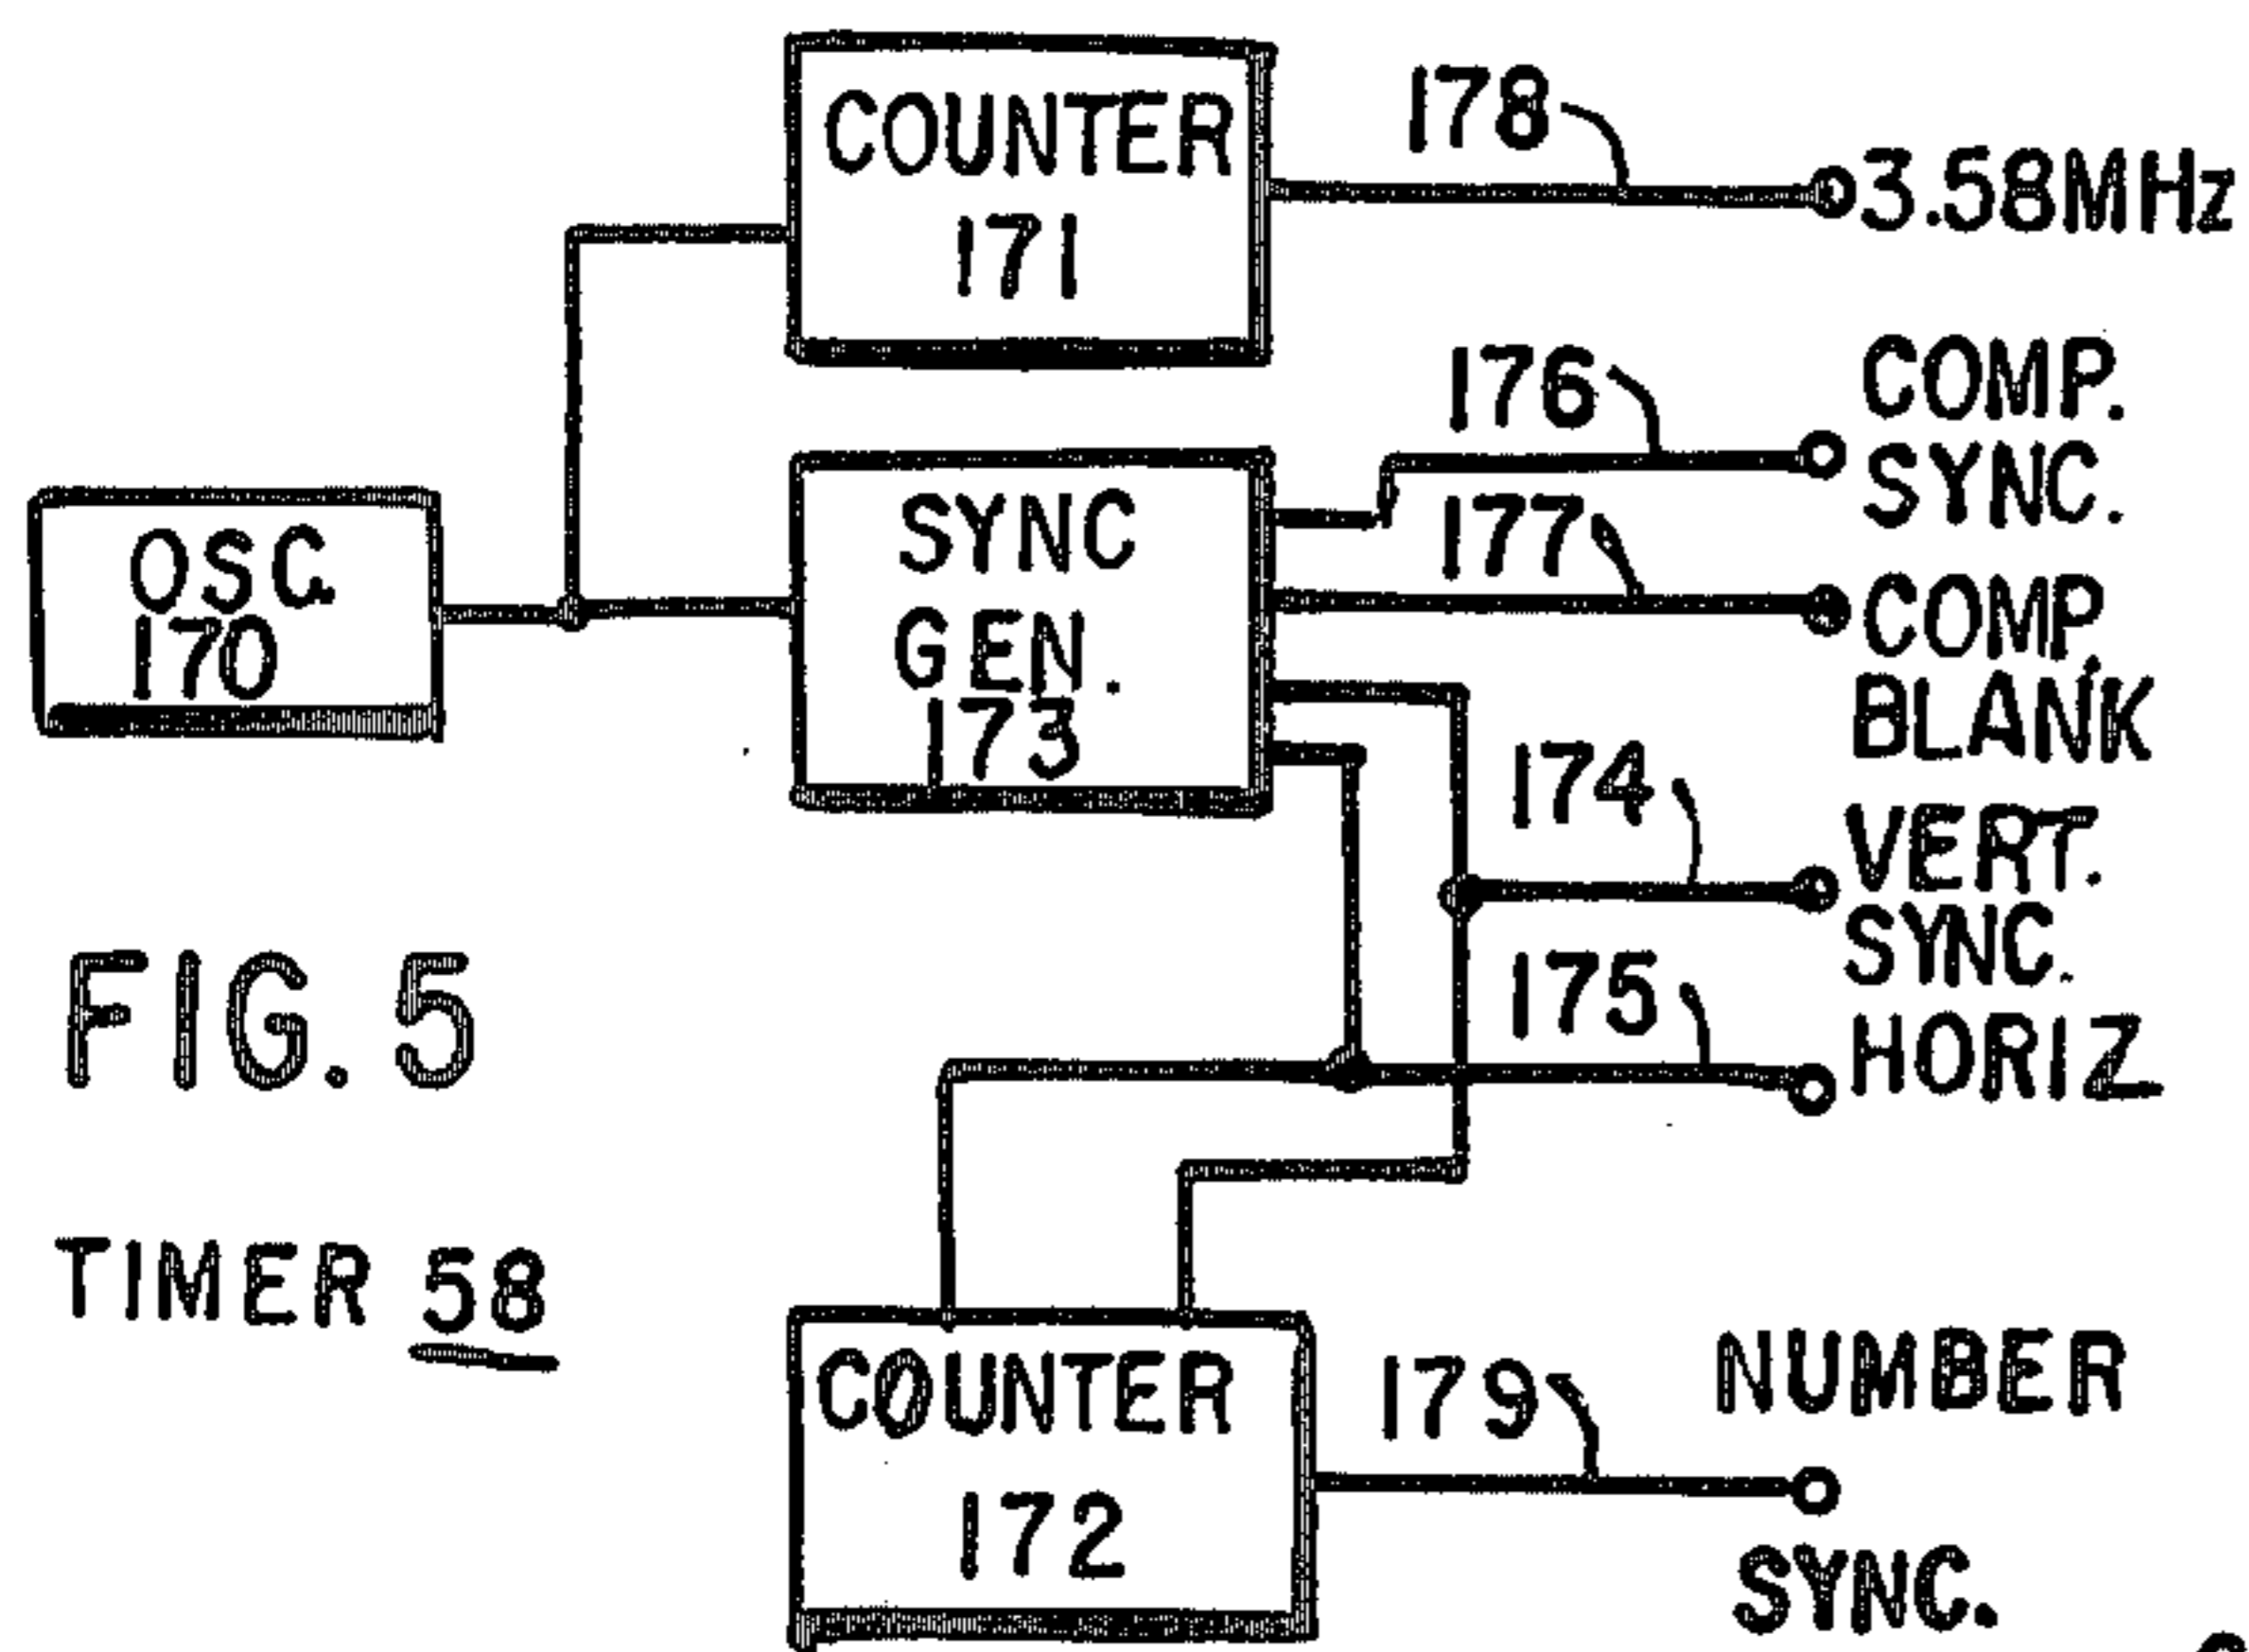 COUNTER
171
178
3.58MHz
176
COMP.
SYNC.
OSC.
170
SYNC
GEN.
173
177
COMP.
BLANK
174
VERT.
SYNC.
175
HORIZ
FIG. 5
TIMER 58
COUNTER
172
179
NUMBER
SYNC.